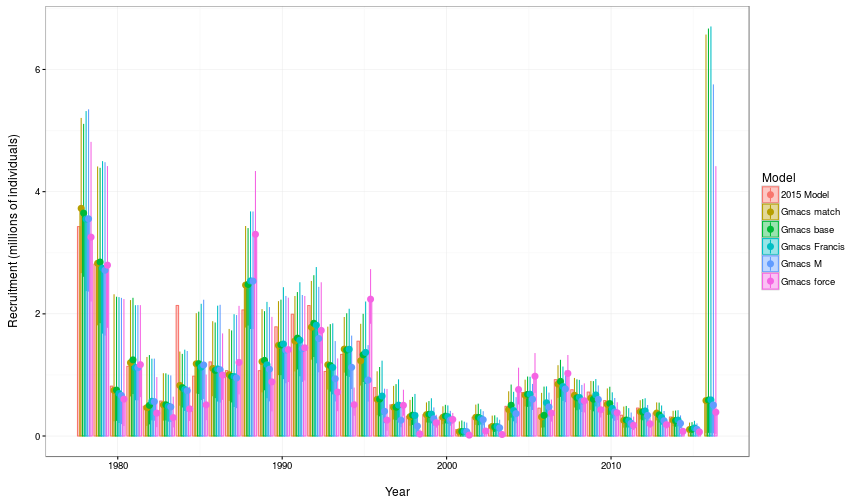 6
4
2
0
1980
1990
2000
2010
Year
Recruitment (millions of individuals)
Model
2015 Model
Gmacs match
Gmacs base
Gmacs Francis
Gmacs M
Gmacs force